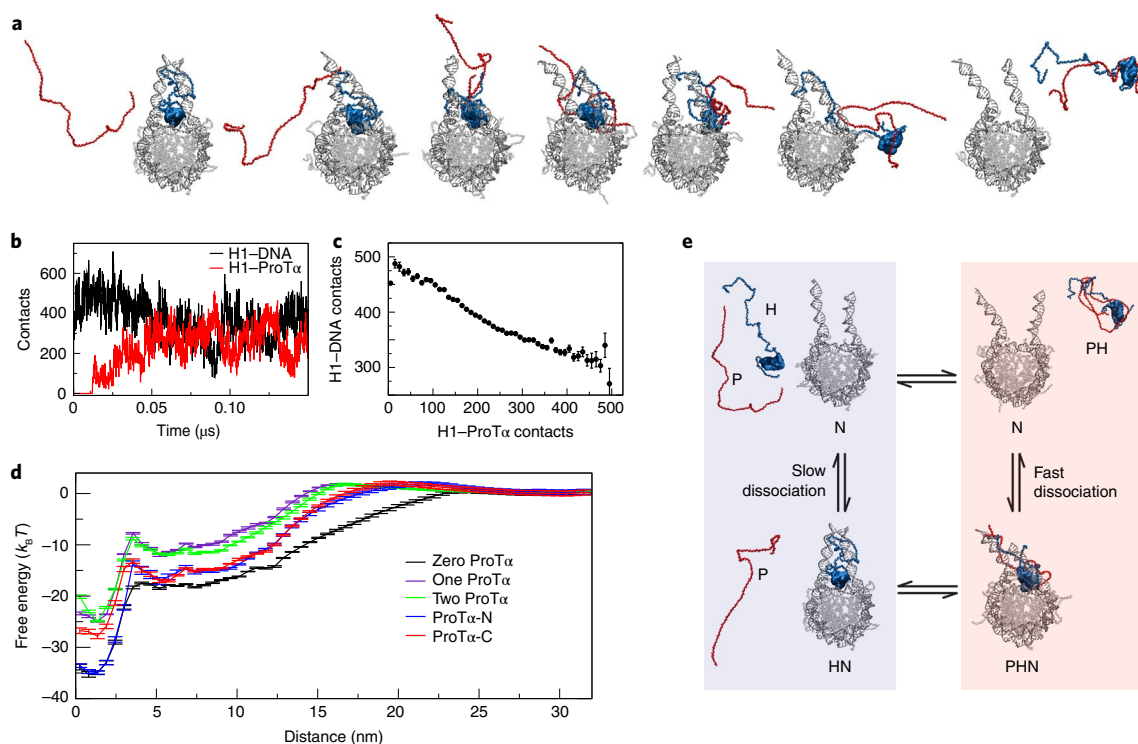 a
b
H1–DNA
H1–ProTα
Contacts
600
400
200
0
0
0.05
0.10
Time (μs)
c
H1–DNA contacts
500
400
300
0
100
200
300
400
500
H1–ProTα contacts
d
Free energy (kBT)
0
–10
–20
–30
–40
Zero ProTα
One ProTα
Two ProTα
ProTα-N
ProTα-C
0
5
10
15
20
25
30
Distance (nm)
e
H
P
N
PH
N
Slow
dissociation
Fast
dissociation
P
HN
PHN